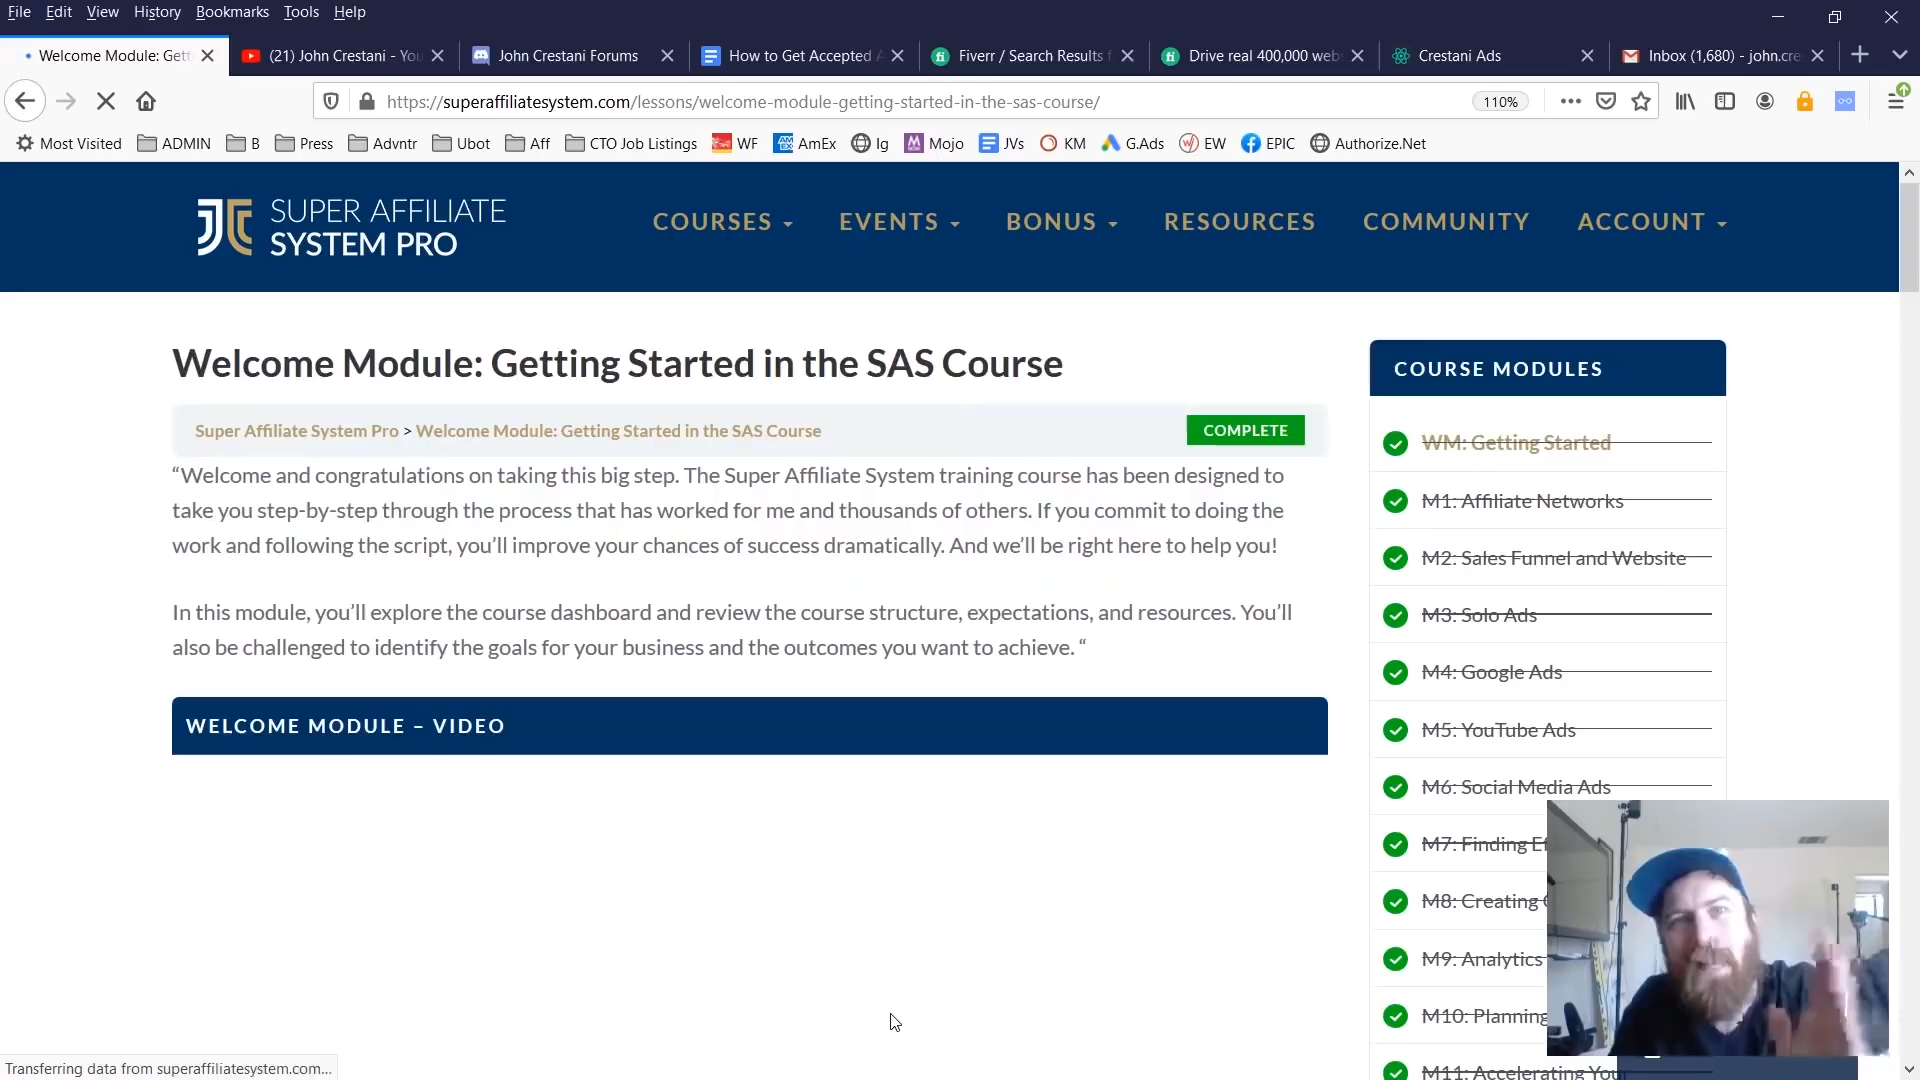 File Edit View History Bookmarks Tools Help
Welcome Module: Gett
(21) John Crestani - You
John Crestani Forums
How to Get Accepted
Fiverr / Search Results
Drive real 400,000 web
Crestani Ads
Inbox (1,680) - john.cre
https://superaffiliatesystem.com/lessons/welcome-module-getting-started-in-the-sas-course/
110%
Most Visited ADMIN B Press Advntr Ubot Aff CTO Job Listings WF AmEx Ig Mojo JVs KM G.Ads EW EPIC Authorize.Net
SUPER AFFILIATE
SYSTEM PRO
COURSES EVENTS BONUS RESOURCES COMMUNITY ACCOUNT
Welcome Module: Getting Started in the SAS Course
Super Affiliate System Pro > Welcome Module: Getting Started in the SAS Course
COMPLETE
“Welcome and congratulations on taking this big step. The Super Affiliate System training course has been designed to
take you step-by-step through the process that has worked for me and thousands of others. If you commit to doing the
work and following the script, you’ll improve your chances of success dramatically. And we’ll be right here to help you!
In this module, you’ll explore the course dashboard and review the course structure, expectations, and resources. You’ll
also be challenged to identify the goals for your business and the outcomes you want to achieve. “
WELCOME MODULE – VIDEO
COURSE MODULES
WM: Getting Started
M1: Affiliate Networks
M2: Sales Funnel and Website
M3: Solo Ads
M4: Google Ads
M5: YouTube Ads
M6: Social Media Ads
M7: Finding Ef
M8: Creating
M9: Analytics
M10: Planning
M11: Accelerating You
Transferring data from superaffiliatesystem.com...